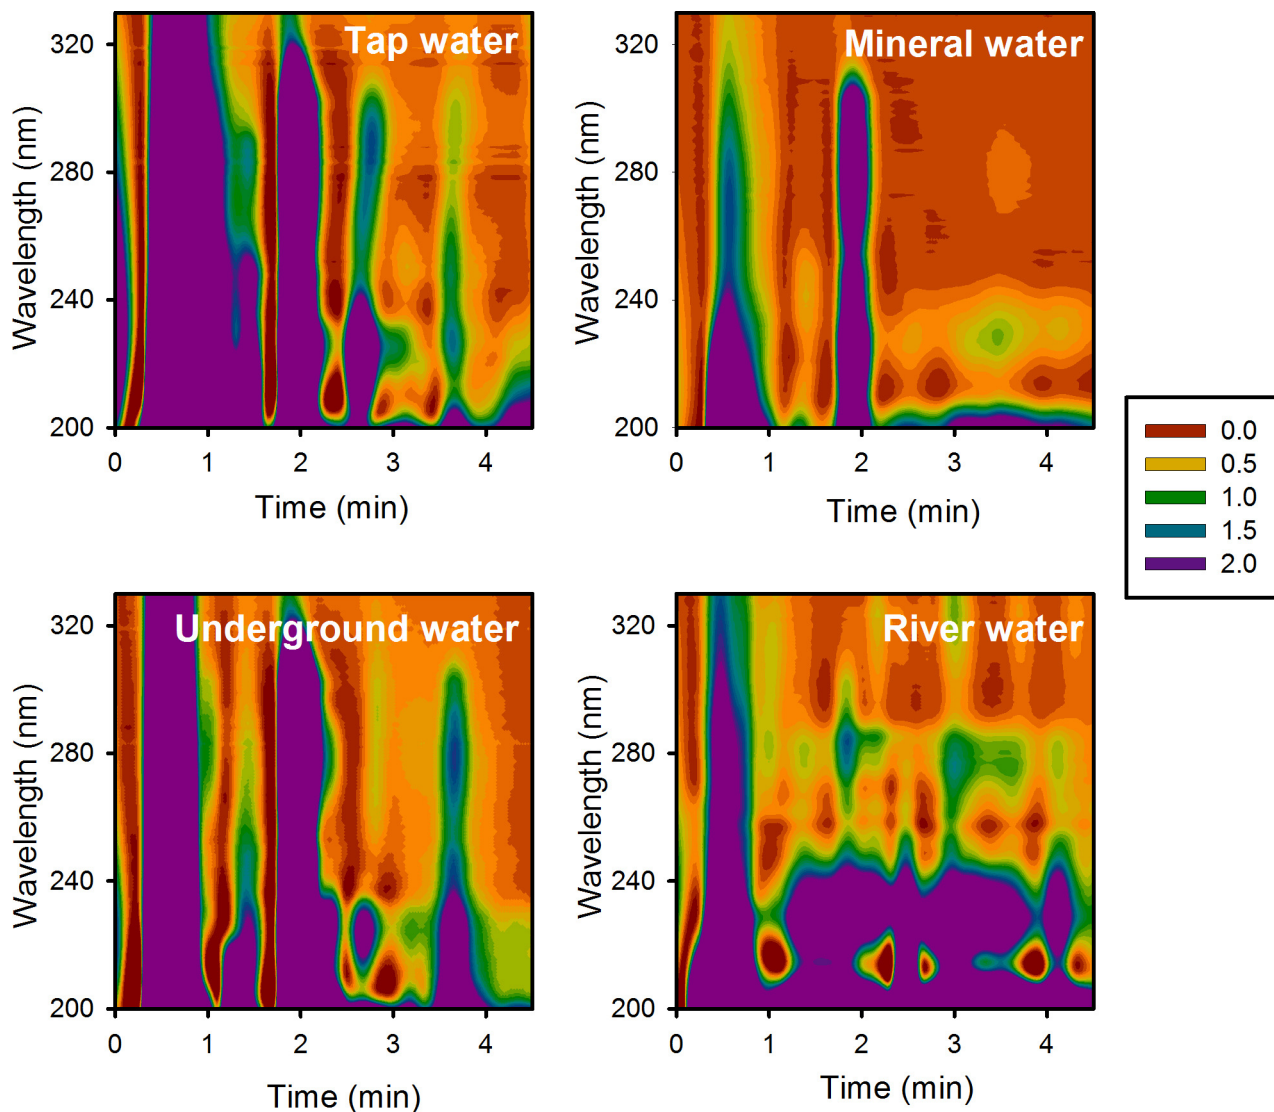 Tap water
Wavelength (nm)
320
280
240
200
0 1 2 3 4
Time (min)
Mineral water
Wavelength (nm)
320
280
240
200
0 1 2 3 4
Time (min)
0.0
0.5
1.0
1.5
2.0
Underground water
Wavelength (nm)
320
280
240
200
0 1 2 3 4
Time (min)
River water
Wavelength (nm)
320
280
240
200
0 1 2 3 4
Time (min)